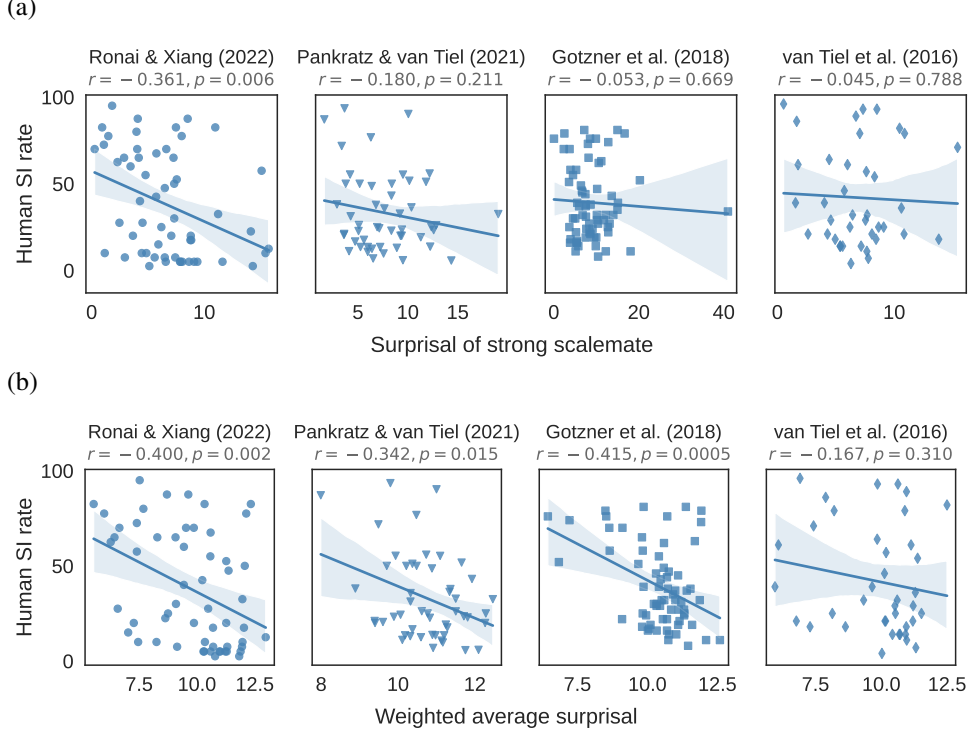 (a)
Ronai & Xiang (2022) Pankratz & van Tiel (2021) Gotzner et al. (2018) van Tiel et al. (2016)
r = −0.361, p = 0.006 r = −0.180, p = 0.211 r = −0.053, p = 0.669 r = −0.045, p = 0.788
100
50
0
Human SI rate
0 10 5 10 15 0 20 40 0 10
Surprisal of strong scalemate
(b)
Ronai & Xiang (2022) Pankratz & van Tiel (2021) Gotzner et al. (2018) van Tiel et al. (2016)
r = −0.400, p = 0.002 r = −0.342, p = 0.015 r = −0.415, p = 0.0005 r = −0.167, p = 0.310
100
50
0
Human SI rate
7.5 10.0 12.5 8 10 12 7.5 10.0 12.5 7.5 10.0 12.5
Weighted average surprisal